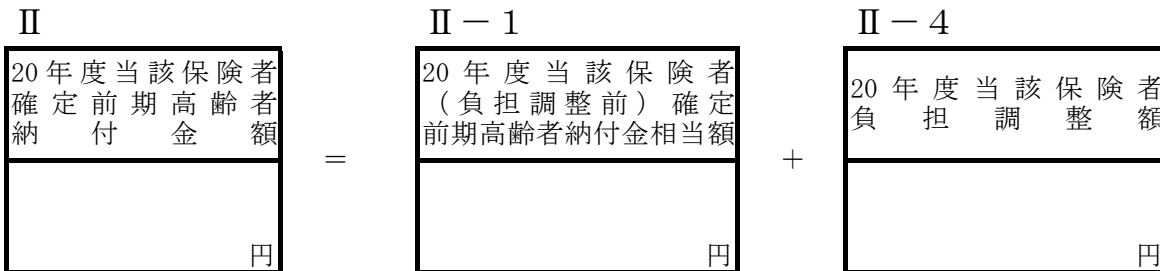 Ⅱ
Ⅱ－１
Ⅱ－４
20年度当該保険者
確定前期高齢者
納付金額
円
＝
20年度当該保険者
（負担調整前）確定
前期高齢者納付金相当額
円
＋
20年度当該保険者
負担調整額
円